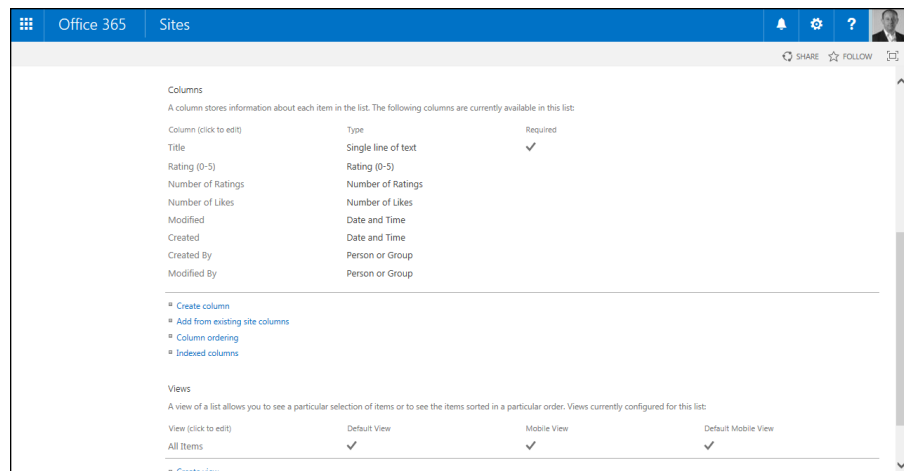 Office 365 Sites ?
SHARE FOLLOW
Columns
A column stores information about each item in the list. The following columns are currently available in this list:
Column (click to edit) Type Required
Title Single line of text
Rating (0-5) Rating (0-5)
Number of Ratings Number of Ratings
Number of Likes Number of Likes
Modified Date and Time
Created Date and Time
Created By Person or Group
Modified By Person or Group
Create column
Add from existing site columns
Column ordering
Indexed columns
Views
A view of a list allows you to see a particular selection of items or to see the items sorted in a particular order. Views currently configured for this list:
View (click to edit) Default View Mobile View Default Mobile View
All Items
Create view